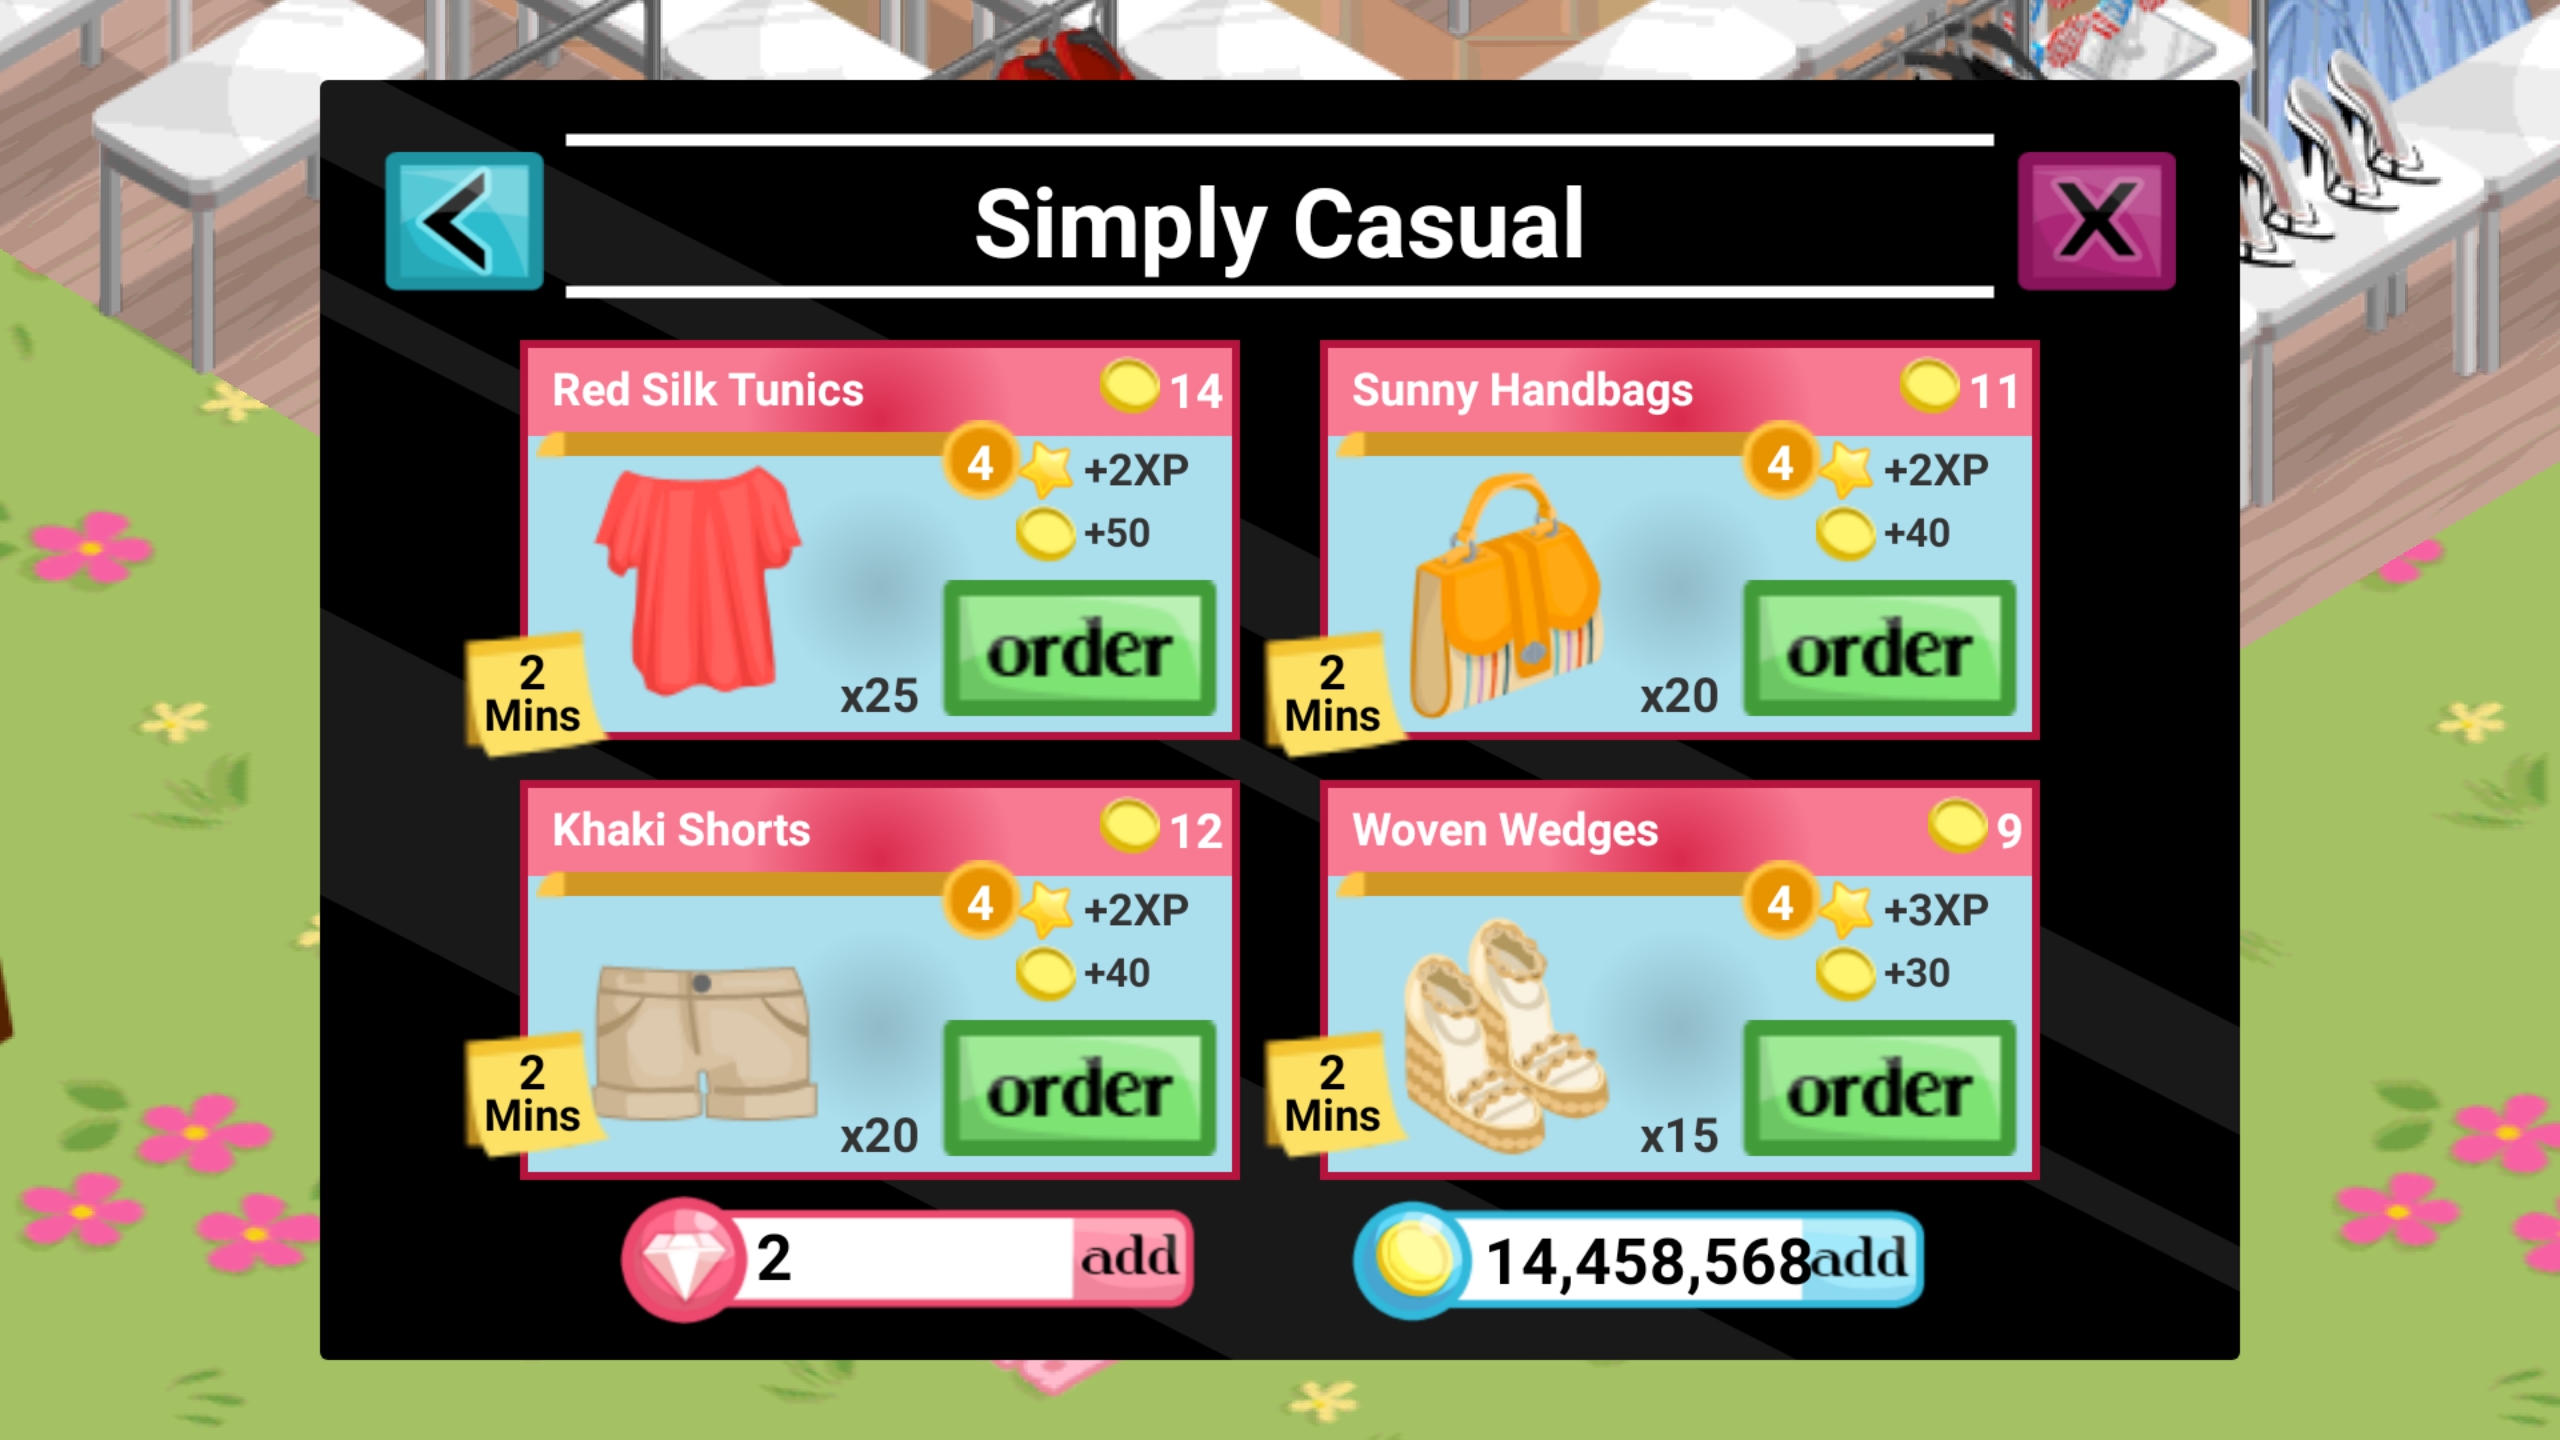 Simply Casual
X
Red Silk Tunics 14
4 +2XP
+50
order
2
Mins
x25
Sunny Handbags 11
4 +2XP
+40
order
2
Mins
x20
Khaki Shorts 12
4 +2XP
+40
order
2
Mins
x20
Woven Wedges 9
4 +3XP
+30
order
2
Mins
x15
2 add
14,458,568 add